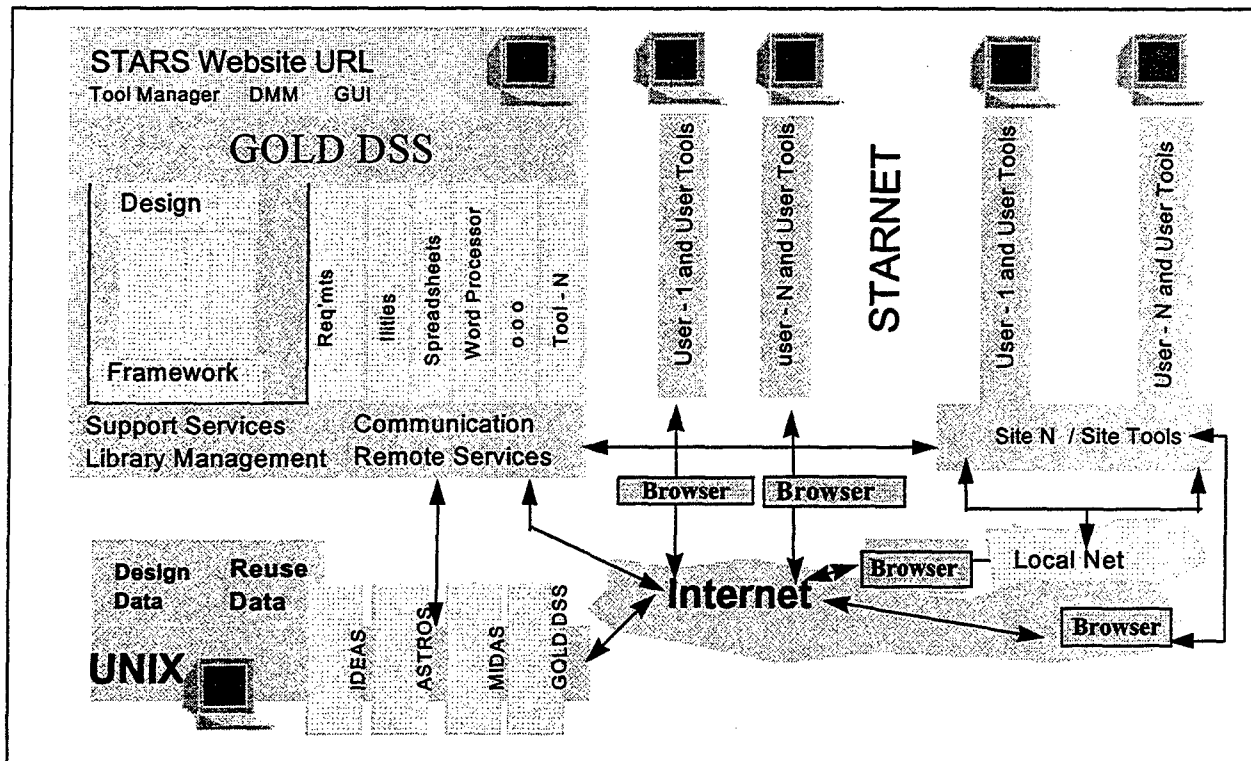 STARS Website URL
Tool Manager DMM GUI
GOLD DSS
Design
Framework
Req'mts
Ilities
Spreadsheets
Word Processor
o o o
Tool - N
Support Services
Library Management
Communication
Remote Services
User - 1 and User Tools
user - N and User Tools
STARNET
User - 1 and User Tools
User - N and User Tools
Site N / Site Tools
Browser
Browser
Design
Data
Reuse
Data
UNIX
IDEAS
ASTROS
MIDAS
GOLD DSS
Internet
Browser
Local Net
Browser